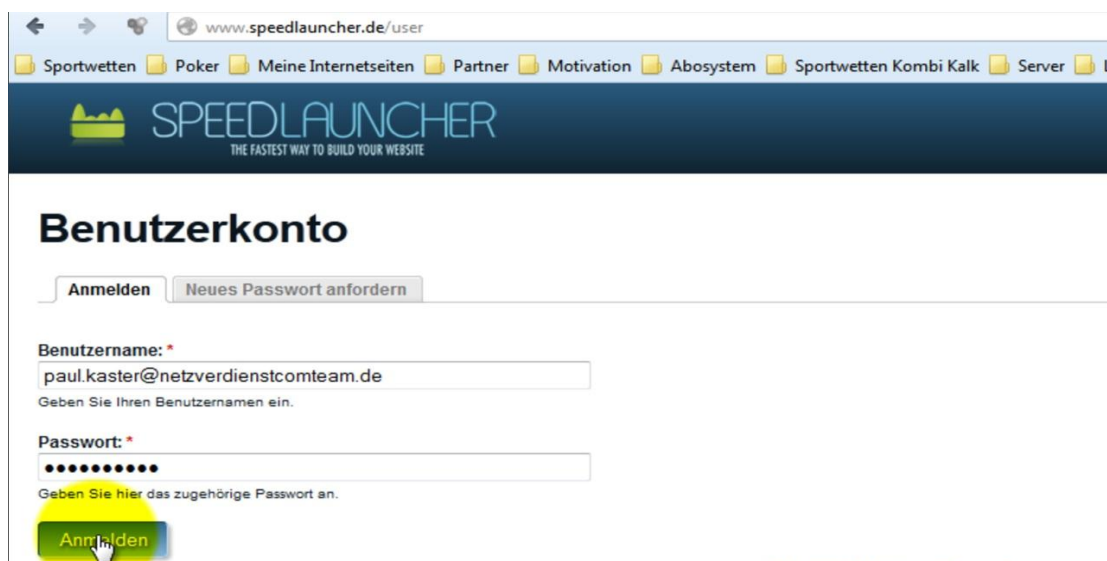 www.speedlauncher.de/user
Sportwetten Poker Meine Internetseiten Partner Motivation Abosystem Sportwetten Kombi Kalk Server
SPEEDLAUNCHER
THE FASTEST WAY TO BUILD YOUR WEBSITE
Benutzerkonto
Anmelden Neues Passwort anfordern
Benutzername: *
paul.kaster@netzverdienstcomteam.de
Geben Sie Ihren Benutzernamen ein.
Passwort: *
••••••••••
Geben Sie hier das zugehörige Passwort an.
Anmelden